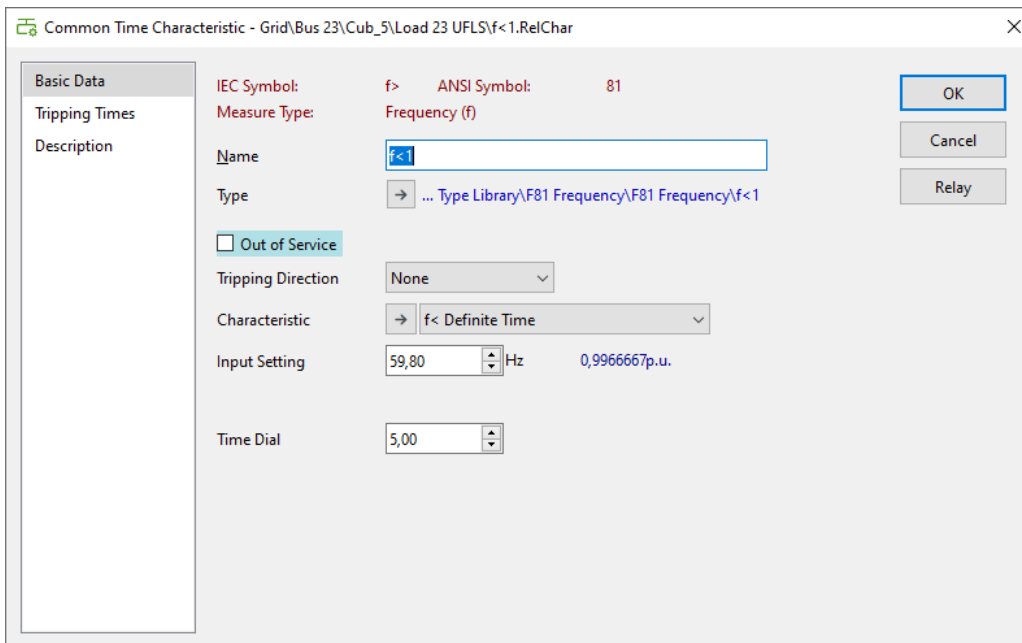 Common Time Characteristic - Grid\Bus 23\Cub_5\Load 23 UFLS\f<1.RelChar
Basic Data
Tripping Times
Description
IEC Symbol: f> ANSI Symbol: 81
Measure Type: Frequency (f)
Name f<1
Type → ... Type Library\F81 Frequency\F81 Frequency\f<1
Out of Service
Tripping Direction None
Characteristic → f< Definite Time
Input Setting 59,80 Hz 0,9966667p.u.
Time Dial 5,00
OK
Cancel
Relay